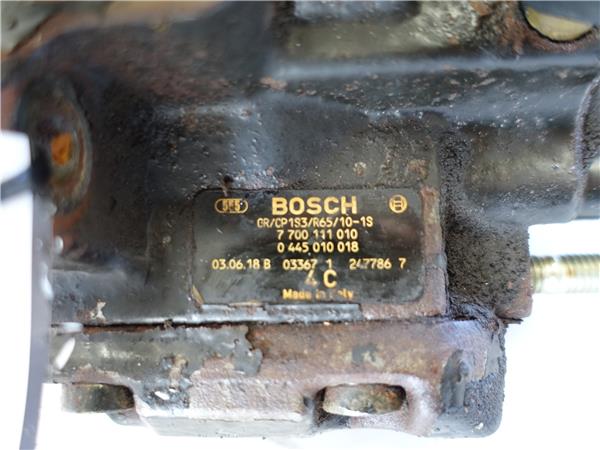 BOSCH
CR/CP1S3/R65/10-1S
7 700 111 010
0 445 010 018
03.06.18 B 03367 1 247786 7
4 C
Made in Italy